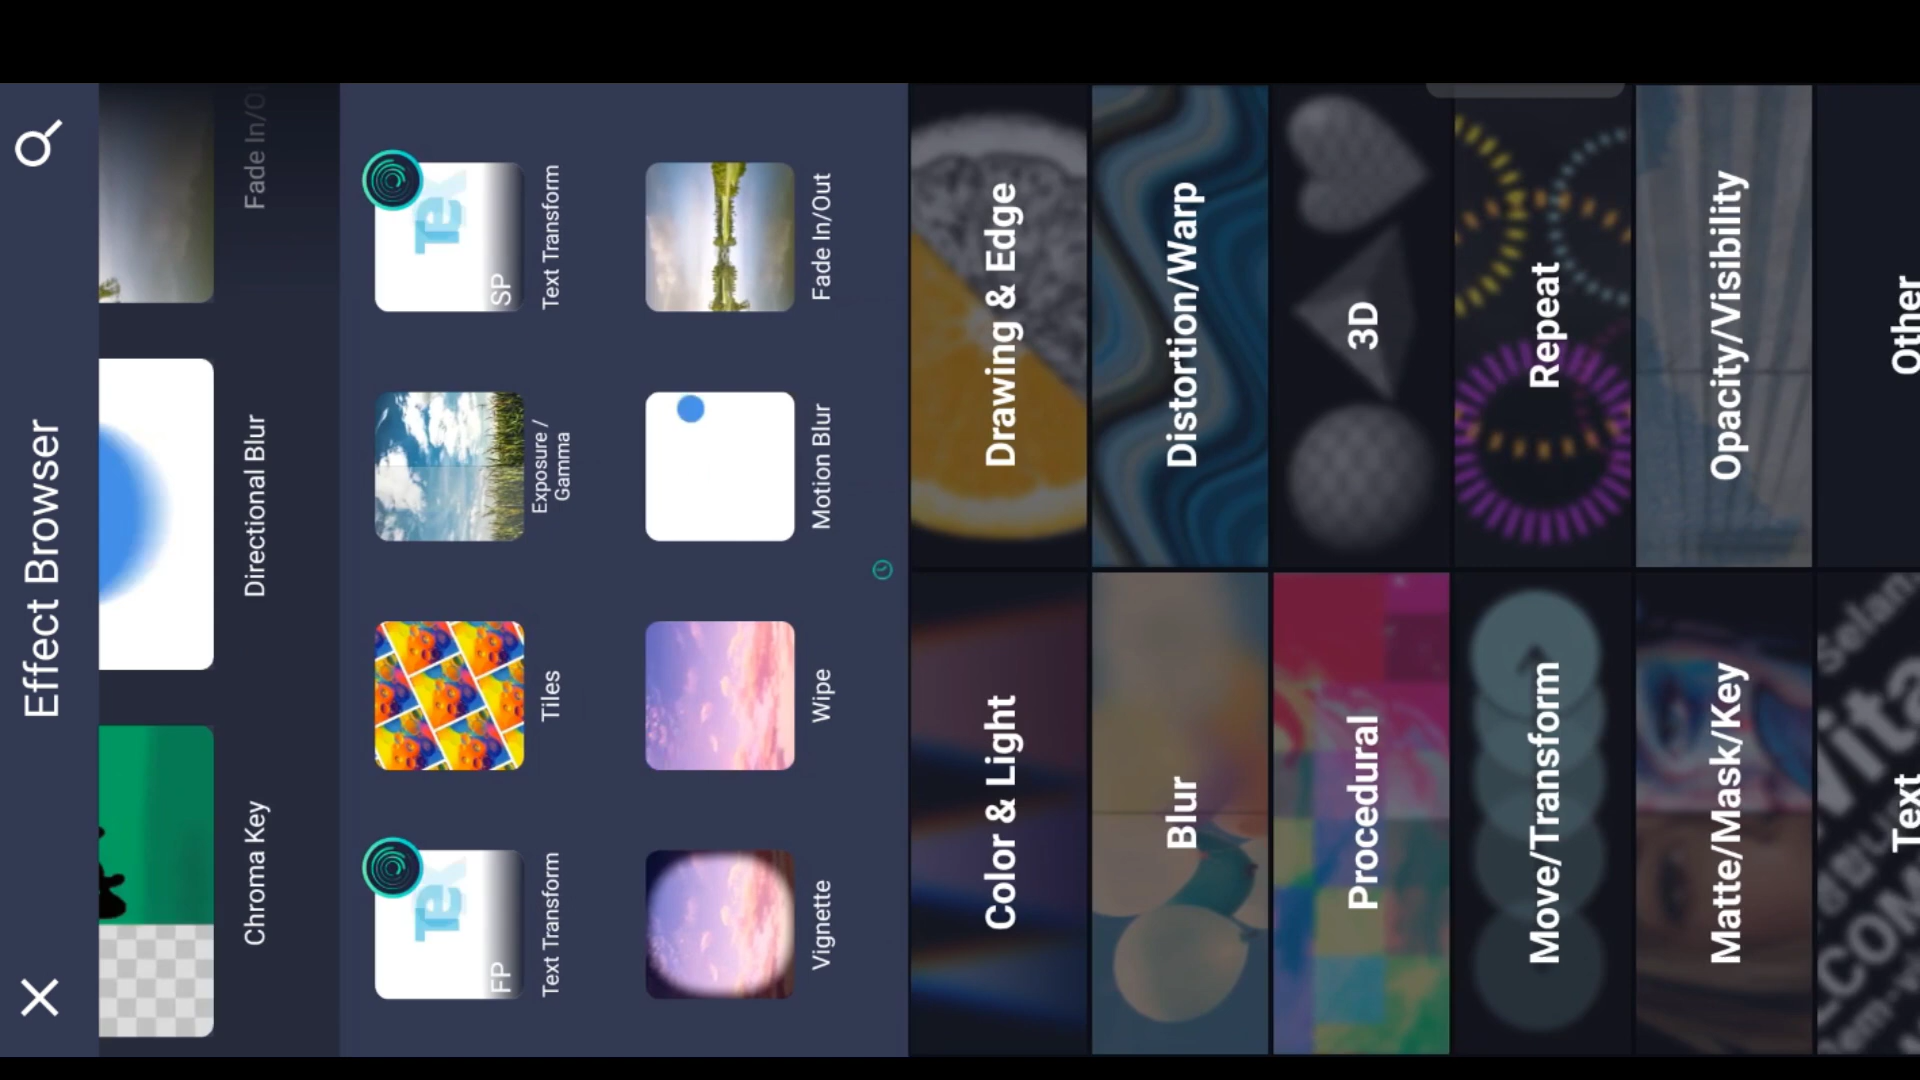 Effect Browser
Chroma Key
Directional Blur
Fade In/O
FP
SP
Text Transform
Tiles
Exposure /
Gamma
Text Transform
Vignette
Wipe
Motion Blur
Fade In/Out
Color & Light
Drawing & Edge
Blur
Distortion/Warp
Procedural
3D
Move/Transform
Repeat
Matte/Mask/Key
Opacity/Visibility
Text
Other